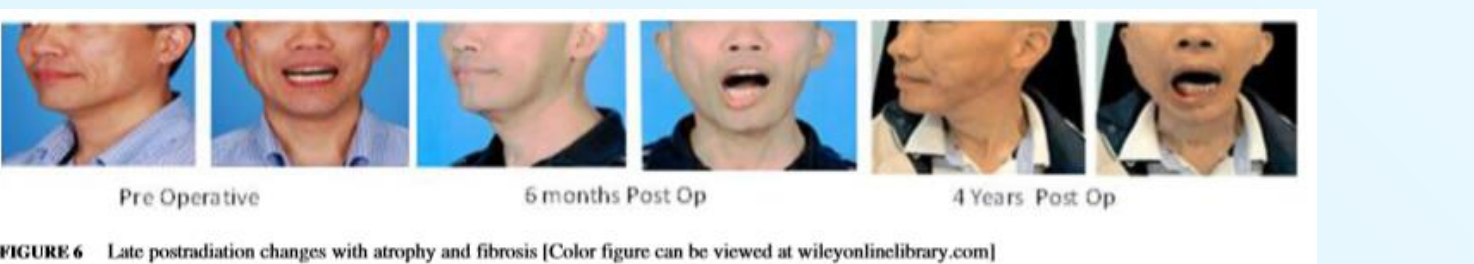 Pre Operative
6 months Post Op
4 Years Post Op
FIGURE 6 Late postradiation changes with atrophy and fibrosis [Color figure can be viewed at wileyonlinelibrary.com]